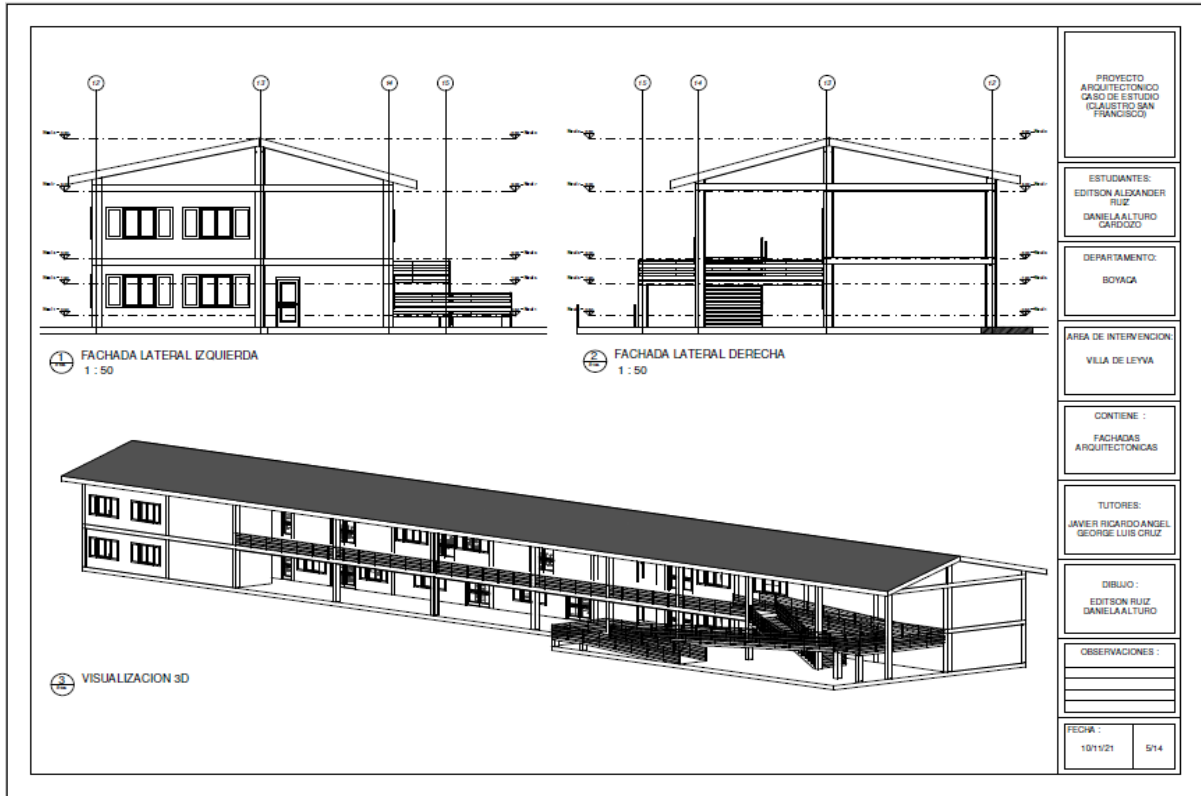 1
FACHADA LATERAL IZQUIERDA
1 : 50
2
FACHADA LATERAL DERECHA
1 : 50
3
VISUALIZACION 3D
PROYECTO
ARQUITECTONICO
CASO DE ESTUDIO
(CLAUSTRO SAN
FRANCISCO)
ESTUDIANTES:
EDITSON ALEXANDER
RUIZ
DANIELA ALTURO
CARDOZO
DEPARTAMENTO:
BOYACA
AREA DE INTERVENCION:
VILLA DE LEYVA
CONTIENE :
FACHADAS
ARQUITECTONICAS
TUTORES:
JAVIER RICARDO ANGEL
GEORGE LUIS CRUZ
DIBUJO :
EDITSON RUIZ
DANIELA ALTURO
OBSERVACIONES :
FECHA :
10/11/21
5/14